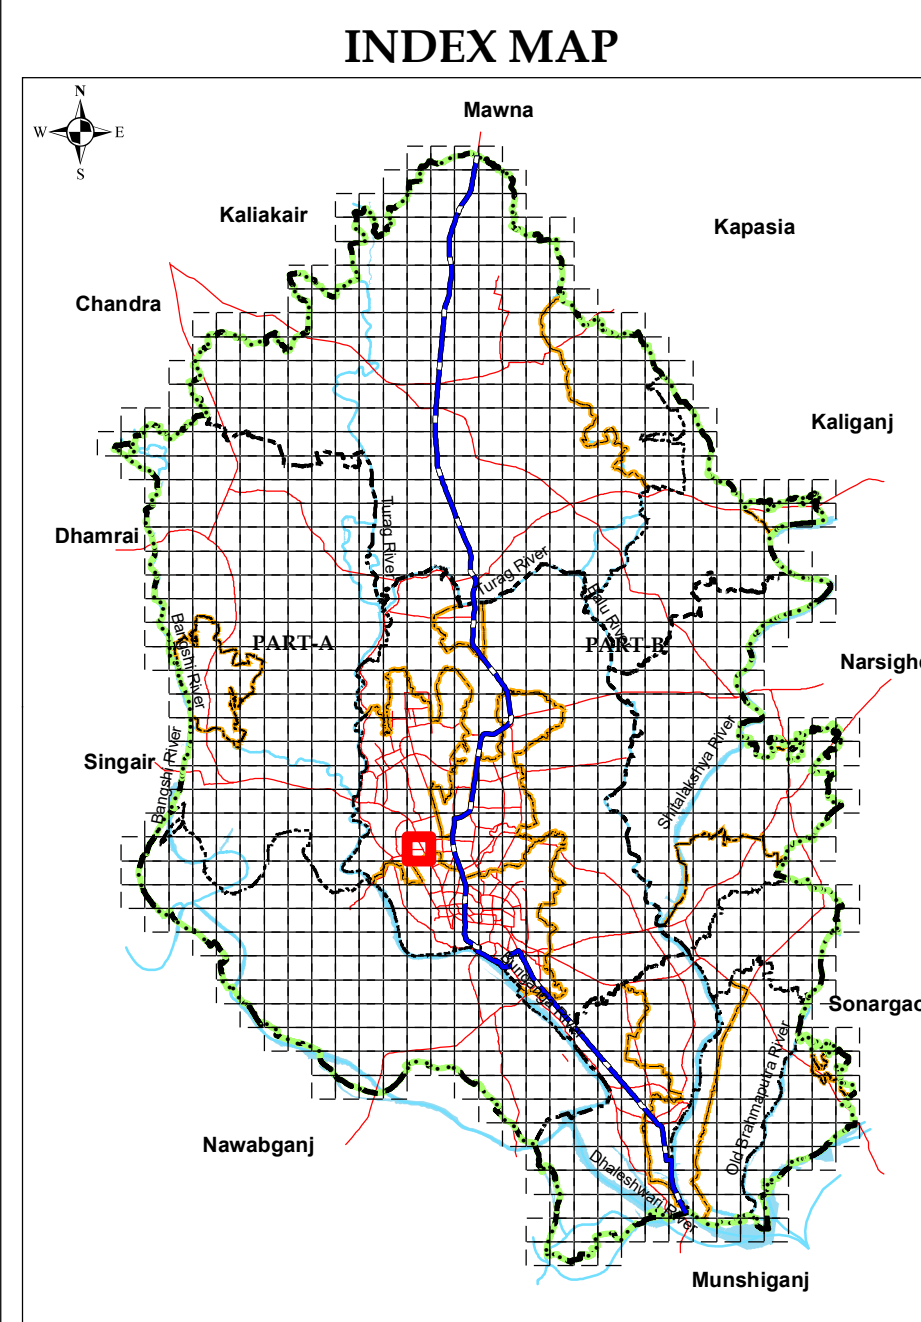 INDEX MAP
N
W E
S
Mawna
Kaliakair
Kapasia
Chandra
Kaliganj
Dhamrai
Turag River
Turag River
Balu River
Bangshi River
PART-A
PART-B
Narsigh
Singair
Bangshi River
Shitalakshya River
Buriganga River
Sonargao
Old Brahmaputra River
Nawabganj
Dhaleshwari River
Munshiganj